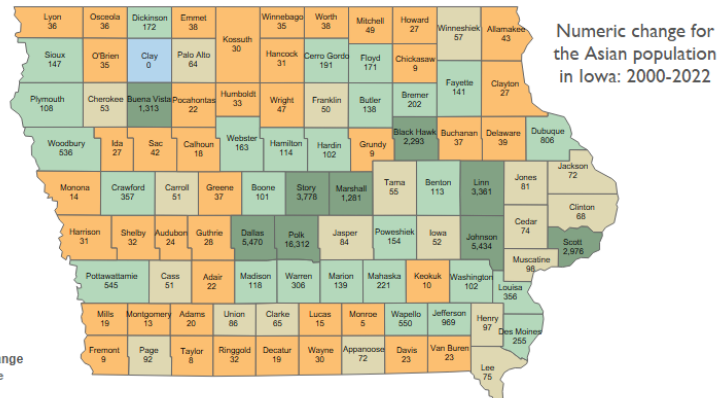 Numeric change for
the Asian population
in Iowa: 2000-2022
Lyon
36
Osceola
36
Dickinson
172
Emmet
38
Kossuth
30
Winnebago
35
Worth
38
Mitchell
49
Howard
27
Winneshiek
57
Allamakee
43
Sioux
147
O'Brien
35
Clay
0
Palo Alto
64
Hancock
31
Cerro Gordo
191
Floyd
171
Chickasaw
9
Plymouth
108
Cherokee
53
Buena Vista
1,313
Pocahontas
22
Humboldt
33
Wright
47
Franklin
50
Butler
138
Bremer
202
Fayette
141
Clayton
27
Woodbury
536
Ida
27
Sac
42
Calhoun
18
Webster
163
Hamilton
114
Hardin
102
Grundy
9
Black Hawk
2,293
Buchanan
37
Delaware
39
Dubuque
806
Monona
14
Crawford
357
Carroll
51
Greene
37
Boone
101
Story
3,778
Marshall
1,281
Tama
55
Benton
113
Linn
3,361
Jones
81
Jackson
72
Clinton
68
Harrison
31
Shelby
32
Audubon
24
Guthrie
28
Dallas
5,470
Polk
16,312
Jasper
84
Poweshiek
154
Iowa
52
Johnson
5,434
Cedar
74
Scott
2,976
Muscatine
98
Pottawattamie
545
Cass
51
Adair
22
Madison
118
Warren
306
Marion
139
Mahaska
221
Keokuk
10
Washington
102
Louisa
356
Mills
19
Montgomery
13
Adams
20
Union
86
Clarke
65
Lucas
15
Monroe
5
Wapello
550
Jefferson
969
Henry
97
Des Moines
255
Fremont
9
Page
92
Taylor
8
Ringgold
32
Decatur
19
Wayne
30
Appanoose
72
Davis
23
Van Buren
23
Lee
75
nge
e